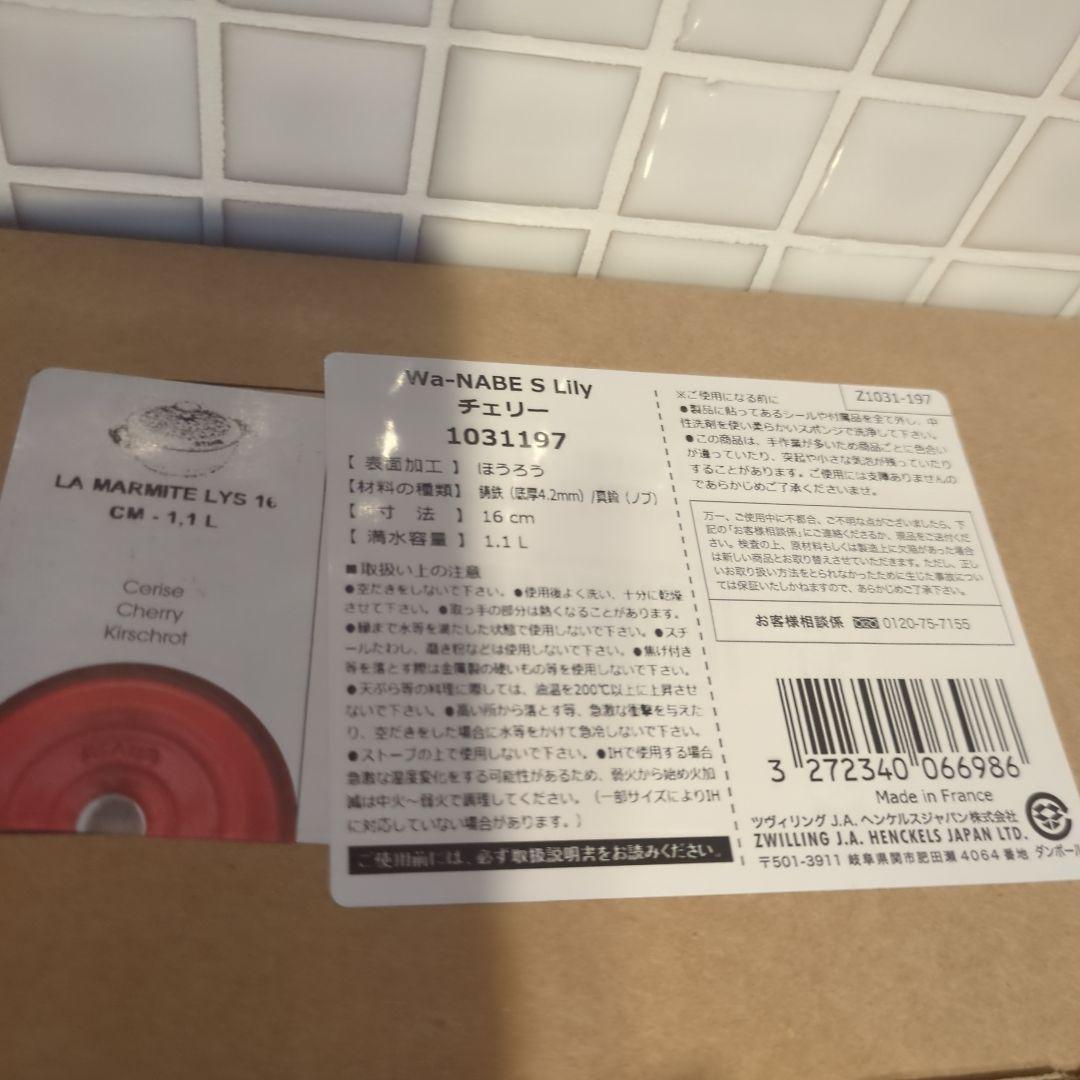 STAUB
LA MARMITE LYS 16
CM - 1,1 L
Cerise
Cherry
Kirschrot
Wa-NABE S Lily
チェリー
1031197
【 表面加工 】 ほうろう
【材料の種類】 鋳鉄（底厚4.2mm）/真鍮（ノブ）
【 寸 法 】 16 cm
【 満水容量 】 1.1 L
■取扱い上の注意
●空だきをしないで下さい。●使用後よく洗い、十分に乾燥
させて下さい。●取っ手の部分は熱くなることがあります。
●縁まで水等を満たした状態で使用しないで下さい。●スチ
ールたわし、磨き粉などは使用しないで下さい。●焦げ付き
等を落とす際は金属製の硬いもの等を使用しないで下さい。
●天ぷら等の料理に際しては、油温を200℃以上に上昇させ
ないで下さい。●高い所から落とす等、急激な衝撃を与えた
り、空だきをした場合に水等をかけて急冷しないで下さい。
●ストーブの上で使用しないで下さい。●IHで使用する場合
急激な温度変化をする可能性があるため、弱火から始め火加
減は中火～弱火で調理してください。（一部サイズによりIH
に対応していない場合があります。）
ご使用前には、必ず取扱説明書をお読みください。
Z1031-197
※ご使用になる前に
●製品に貼ってあるシールや付属品を全て外し、中
性洗剤を使い柔らかいスポンジで洗浄して下さい。
●この商品は、手作業が多いため商品ごとに色合い
が違っていたり、突起や小さな気泡が残っていたり
することがあります。ご使用には支障ありませんの
であらかじめご了承くださいませ。
万一、ご使用中に不都合、ご不明な点がございましたら、下
記の「お客様相談係」にご連絡くださるか、現品をご送付くだ
さい。検査の上、原材料もしくは製造上に欠陥があった場合
は新しい商品とお取り替えさせていただきます。ただし、正し
いお取り扱い方法をとられなかったために生じた事故につい
ては保証いたしかねますので、あらかじめご了承下さい。
お客様相談係 0120-75-7155
3 272340 066986
Made in France
ツヴィリング J.A. ヘンケルスジャパン株式会社
ZWILLING J.A. HENCKELS JAPAN LTD.
〒501-3911 岐阜県関市肥田瀬 4064 番地
ダンボール